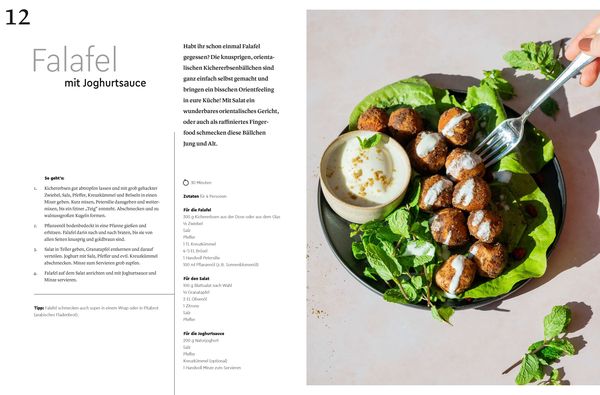 12
Falafel
mit Joghurtsauce
Habt ihr schon einmal Falafel
gegessen? Die knusprigen, orienta-
lischen Kichererbsenbällchen sind
ganz einfach selbst gemacht und
bringen ein bisschen Orientfeeling
in eure Küche! Mit Salat ein
wunderbares orientalisches Gericht,
oder auch als raffiniertes Finger-
food schmecken diese Bällchen
Jung und Alt.
So geht's:
1. Kichererbsen gut abtropfen lassen und mit grob gehackter
Zwiebel, Salz, Pfeffer, Kreuzkümmel und Bröseln in einen
Mixer geben. Kurz mixen, Petersilie dazugeben und weiter-
mixen, bis ein feiner „Teig" entsteht. Abschmecken und zu
walnussgroßen Kugeln formen.
2. Pflanzenöl bodenbedeckt in eine Pfanne gießen und
erhitzen. Falafel darin nach und nach braten, bis sie von
allen Seiten knusprig und goldbraun sind.
3. Salat in Teller geben, Granatapfel entkernen und darauf
verteilen. Joghurt mit Salz, Pfeffer und evtl. Kreuzkümmel
abschmecken. Minze zum Servieren grob zupfen.
4. Falafel auf dem Salat anrichten und mit Joghurtsauce und
Minze servieren.
Tipp: Falafel schmecken auch super in einem Wrap oder in Pitabrot
(arabischen Fladenbrot).
30 Minuten
Zutaten für 4 Personen
Für die Falafel
300 g Kichererbsen aus der Dose oder aus dem Glas
½ Zwiebel
Salz
Pfeffer
1 TL Kreuzkümmel
EL Brösel
1 Handvoll Petersilie
100 ml Pflanzenöl (z.B. Sonnenblumenöl)
Für den Salat
100 g Blattsalat nach Wahl
½ Granatapfel
2 EL Olivenöl
1 Zitrone
Salz
Pfeffer
Für die Joghurtsauce
200 g Naturjoghurt
Salz
Pfeffer
Kreuzkümmel (optional)
1 Handvoll Minze zum Servieren